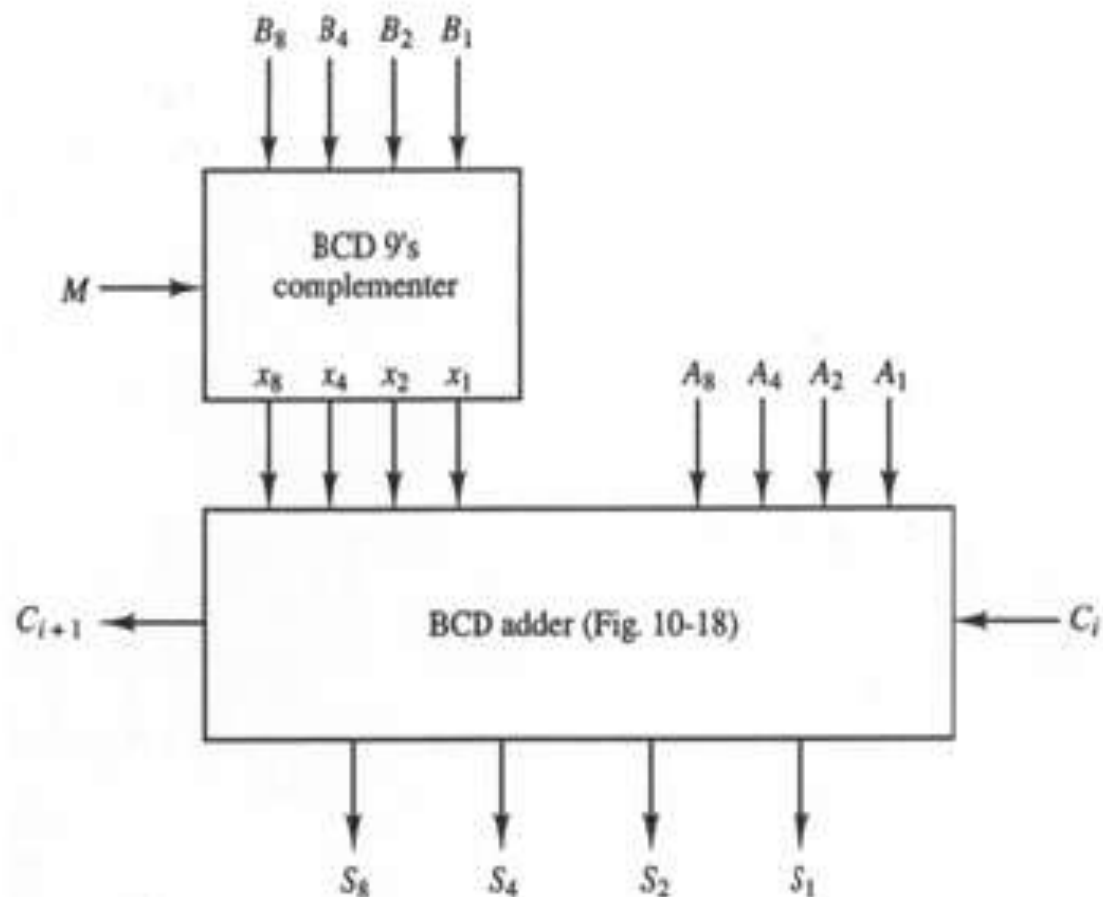 B₈ B₄ B₂ B₁
BCD 9's
complementer
M
x₈ x₄ x₂ x₁
A₈ A₄ A₂ A₁
BCD adder (Fig. 10-18)
Cᵢ₊₁
Cᵢ
S₈ S₄ S₂ S₁